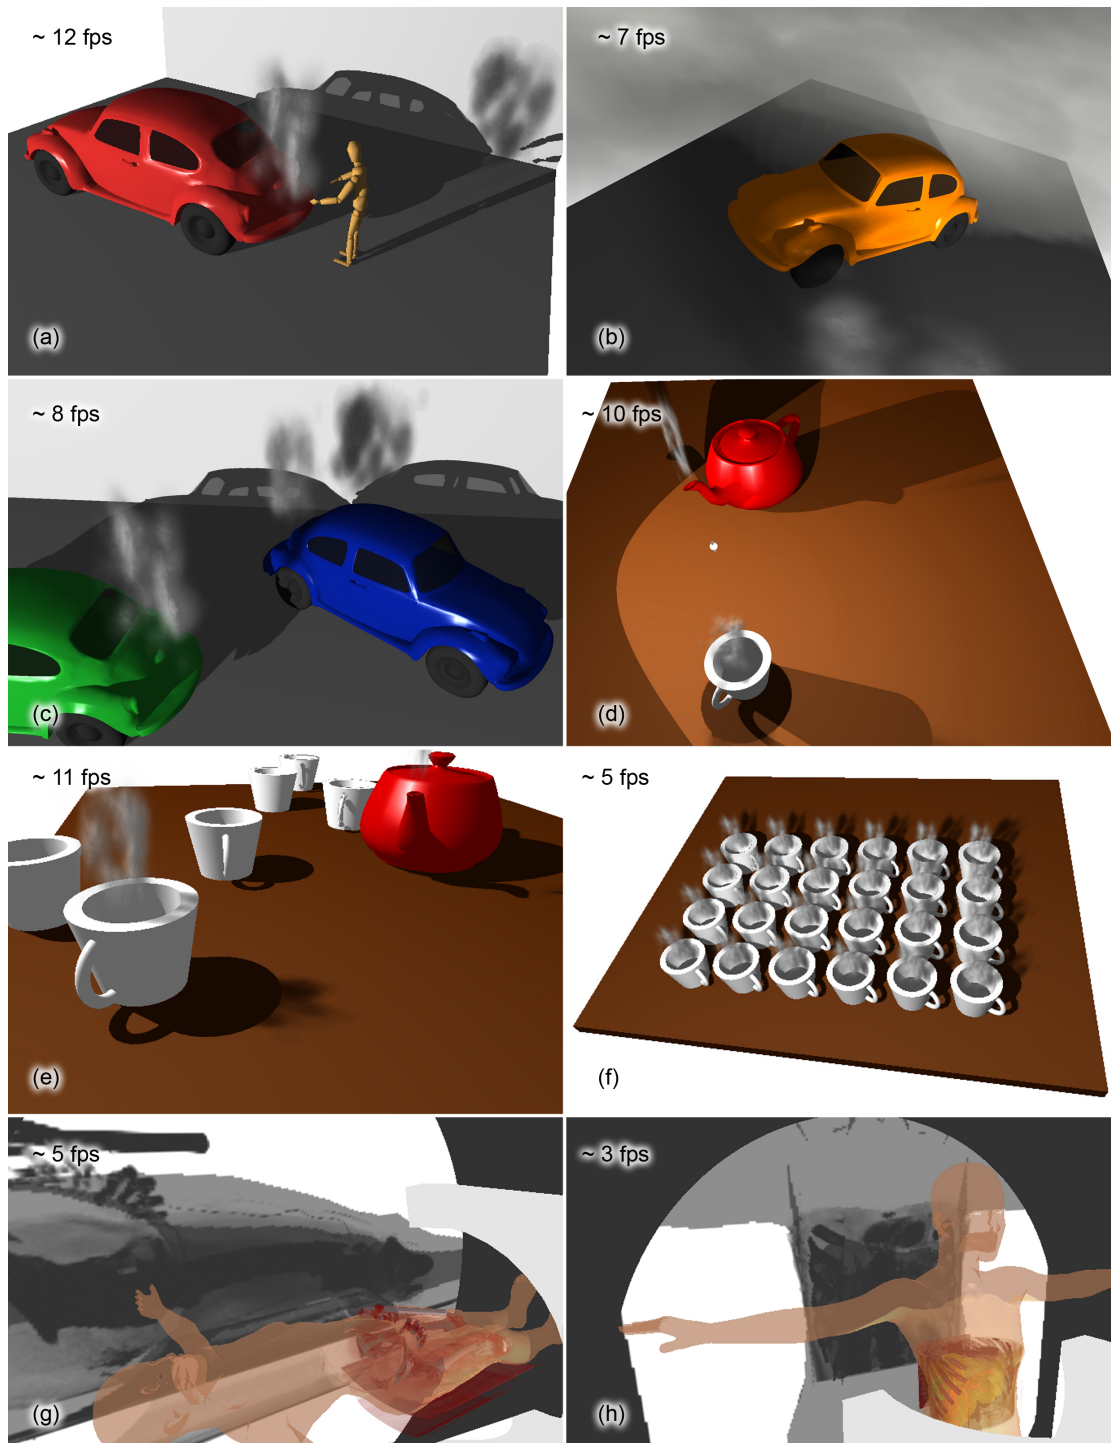 ~ 12 fps
~ 7 fps
(a)
(b)
~ 8 fps
~ 10 fps
(c)
(d)
~ 11 fps
~ 5 fps
(e)
(f)
~ 5 fps
~ 3 fps
(g)
(h)